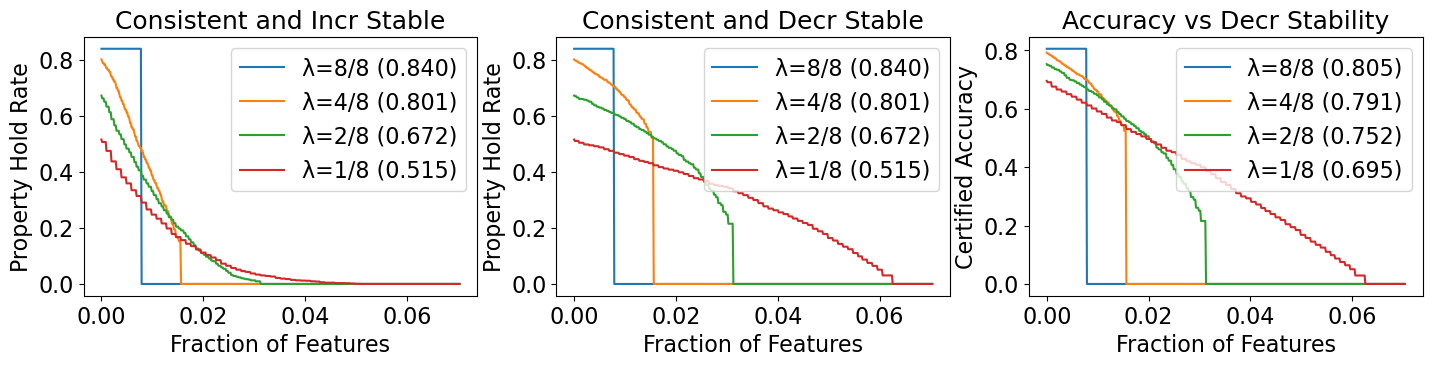 Consistent and Incr Stable
Property Hold Rate
0.8
0.6
0.4
0.2
0.0
λ=8/8 (0.840)
λ=4/8 (0.801)
λ=2/8 (0.672)
λ=1/8 (0.515)
0.00 0.02 0.04 0.06
Fraction of Features
Consistent and Decr Stable
Property Hold Rate
0.8
0.6
0.4
0.2
0.0
λ=8/8 (0.840)
λ=4/8 (0.801)
λ=2/8 (0.672)
λ=1/8 (0.515)
0.00 0.02 0.04 0.06
Fraction of Features
Accuracy vs Decr Stability
Certified Accuracy
0.8
0.6
0.4
0.2
0.0
λ=8/8 (0.805)
λ=4/8 (0.791)
λ=2/8 (0.752)
λ=1/8 (0.695)
0.00 0.02 0.04 0.06
Fraction of Features